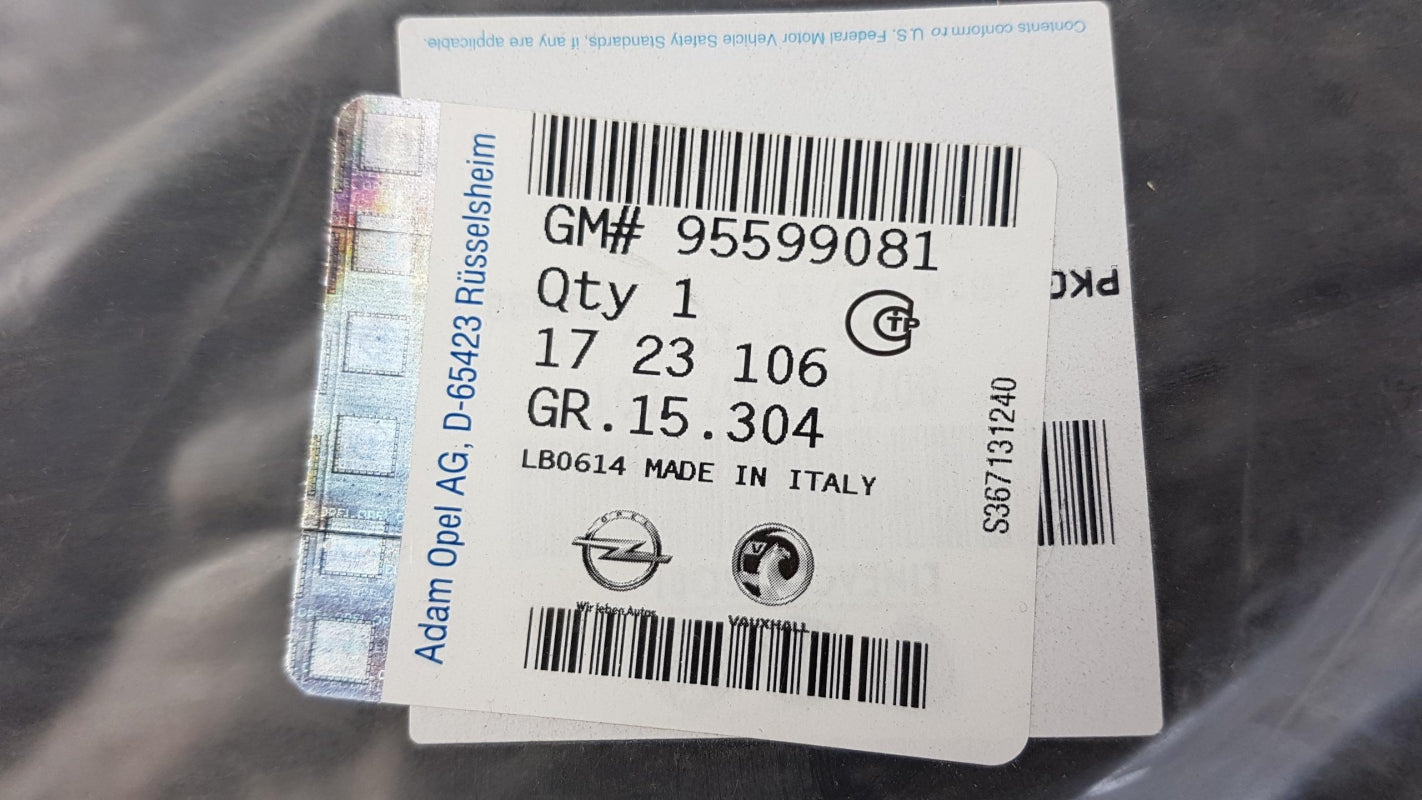 Contents conform to U.S. Federal Motor Vehicle Safety Standards, if any are applicable.
Adam Opel AG, D-65423 Rüsselsheim
GM# 95599081
Qty 1
17 23 106
GR.15.304
LB0614 MADE IN ITALY
S367131240
PKG
OPEL
Wir leben Autos
V
VAUXHALL